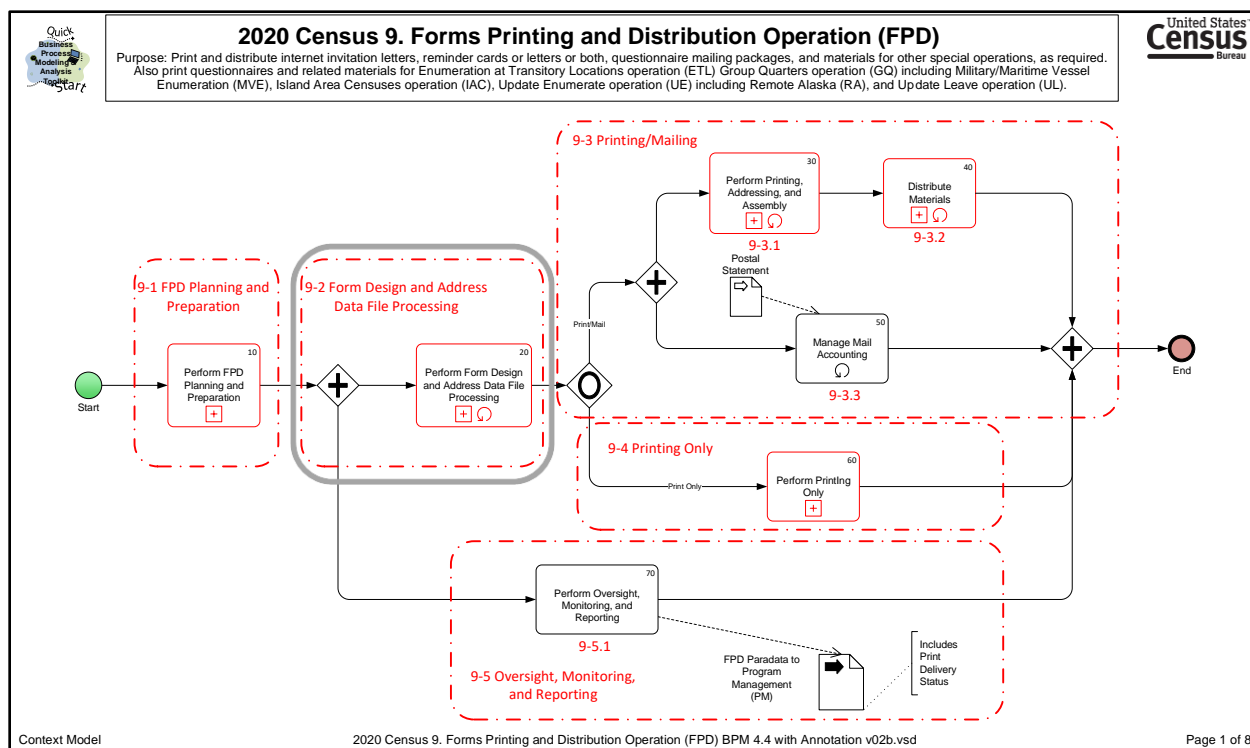 Quick
Business
Process
Modeling &
Analysis
Toolkit
Start
2020 Census 9. Forms Printing and Distribution Operation (FPD)
Purpose: Print and distribute internet invitation letters, reminder cards or letters or both, questionnaire mailing packages, and materials for other special operations, as required.
Also print questionnaires and related materials for Enumeration at Transitory Locations operation (ETL) Group Quarters operation (GQ) including Military/Maritime Vessel
Enumeration (MVE), Island Area Censuses operation (IAC), Update Enumerate operation (UE) including Remote Alaska (RA), and Update Leave operation (UL).
United States
Census
Bureau
9-3 Printing/Mailing
30
Perform Printing,
Addressing, and
Assembly
9-3.1
40
Distribute
Materials
9-3.2
Postal
Statement
50
Manage Mail
Accounting
9-3.3
9-1 FPD Planning and
Preparation
10
Perform FPD
Planning and
Preparation
Start
9-2 Form Design and Address
Data File Processing
20
Perform Form Design
and Address Data File
Processing
Print/Mail
End
9-4 Printing Only
Print Only
60
Perform Printing
Only
70
Perform Oversight,
Monitoring, and
Reporting
9-5.1
9-5 Oversight, Monitoring,
and Reporting
FPD Paradata to
Program
Management
(PM)
Includes
Print
Delivery
Status
Context Model
2020 Census 9. Forms Printing and Distribution Operation (FPD) BPM 4.4 with Annotation v02b.vsd
Page 1 of 8